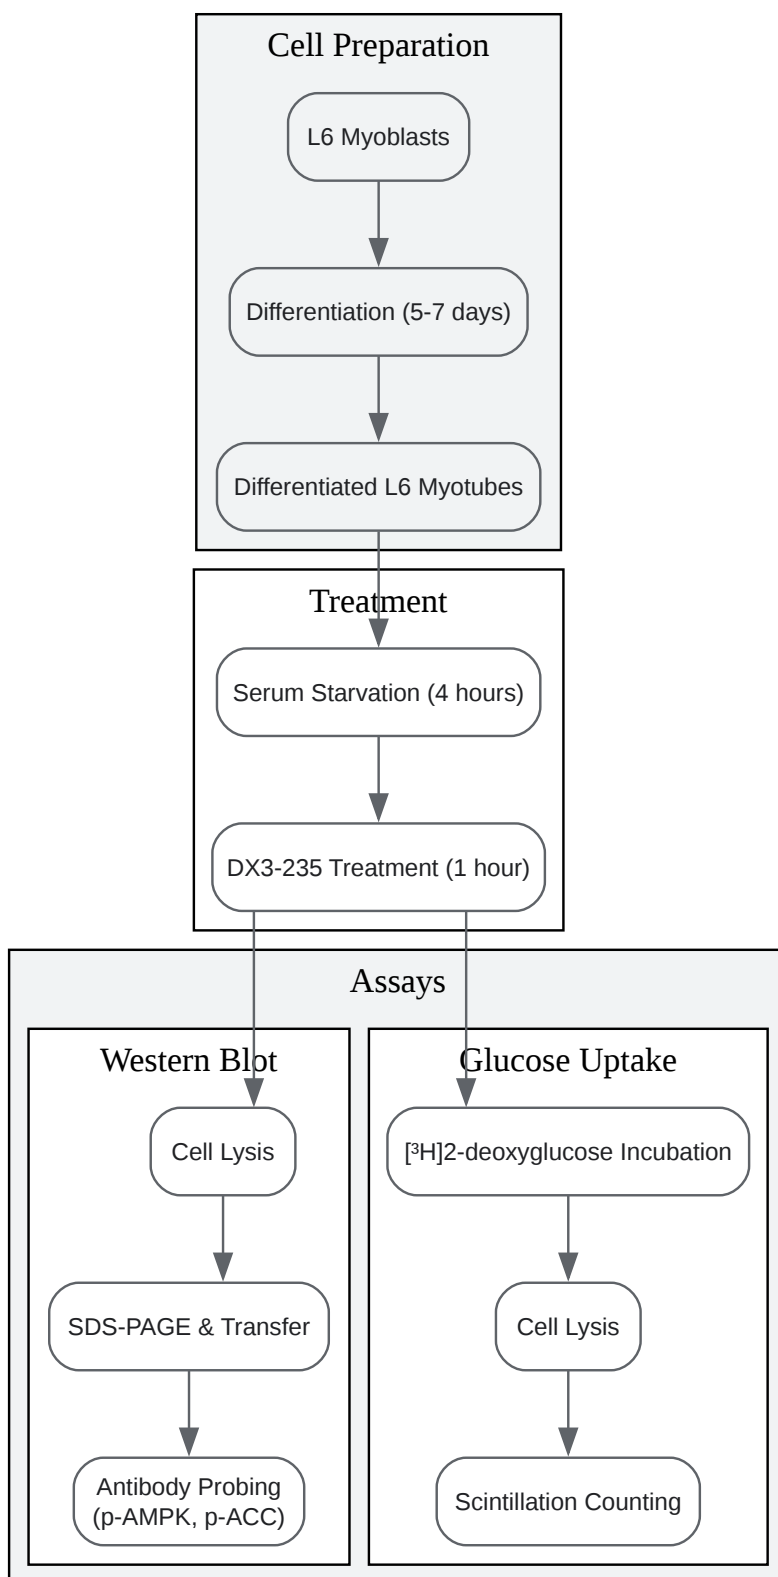 Cell Preparation
L6 Myoblasts
Differentiation (5-7 days)
Differentiated L6 Myotubes
Treatment
Serum Starvation (4 hours)
DX3-235 Treatment (1 hour)
Assays
Western Blot
Cell Lysis
SDS-PAGE & Transfer
Antibody Probing
(p-AMPK, p-ACC)
Glucose Uptake
[³H]2-deoxyglucose Incubation
Cell Lysis
Scintillation Counting